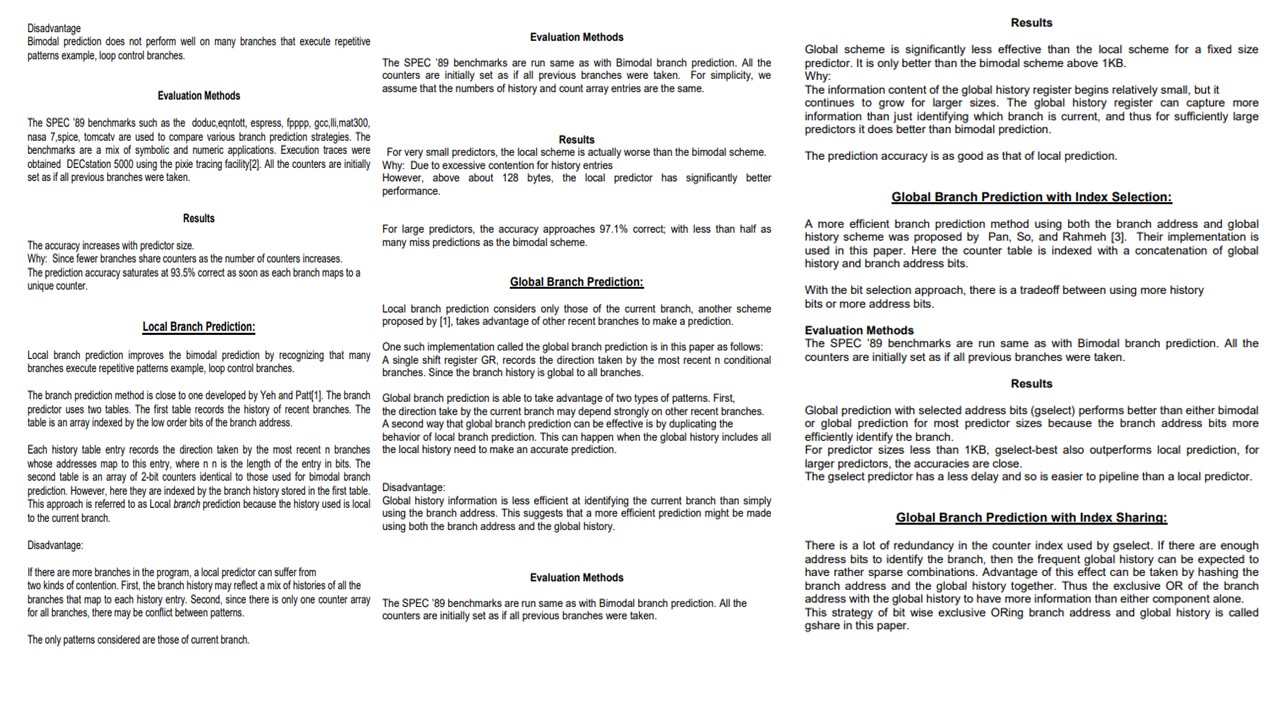 Disadvantage
Bimodal prediction does not perform well on many branches that execute repetitive
patterns example, loop control branches.
Evaluation Methods
The SPEC '89 benchmarks such as the doduc,eqntott, espress, fpppp, gcc,lli,mat300,
nasa 7,spice, tomcatv are used to compare various branch prediction strategies. The
benchmarks are a mix of symbolic and numeric applications. Execution traces were
obtained DECstation 5000 using the pixie tracing facility[2]. All the counters are initially
set as if all previous branches were taken.
Results
The accuracy increases with predictor size.
Why: Since fewer branches share counters as the number of counters increases.
The prediction accuracy saturates at 93.5% correct as soon as each branch maps to a
unique counter.
Local Branch Prediction:
Local branch prediction improves the bimodal prediction by recognizing that many
branches execute repetitive patterns example, loop control branches.
The branch prediction method is close to one developed by Yeh and Patt[1]. The branch
predictor uses two tables. The first table records the history of recent branches. The
table is an array indexed by the low order bits of the branch address.
Each history table entry records the direction taken by the most recent n branches
whose addresses map to this entry, where n n is the length of the entry in bits. The
second table is an array of 2-bit counters identical to those used for bimodal branch
prediction. However, here they are indexed by the branch history stored in the first table.
This approach is referred to as Local branch prediction because the history used is local
to the current branch.
Disadvantage:
If there are more branches in the program, a local predictor can suffer from
two kinds of contention. First, the branch history may reflect a mix of histories of all the
branches that map to each history entry. Second, since there is only one counter array
for all branches, there may be conflict between patterns.
The only patterns considered are those of current branch.
Evaluation Methods
The SPEC '89 benchmarks are run same as with Bimodal branch prediction. All the
counters are initially set as if all previous branches were taken. For simplicity, we
assume that the numbers of history and count array entries are the same.
Results
For very small predictors, the local scheme is actually worse than the bimodal scheme.
Why: Due to excessive contention for history entries
However, above about 128 bytes, the local predictor has significantly better
performance.
For large predictors, the accuracy approaches 97.1% correct; with less than half as
many miss predictions as the bimodal scheme.
Global Branch Prediction:
Local branch prediction considers only those of the current branch, another scheme
proposed by [1], takes advantage of other recent branches to make a prediction.
One such implementation called the global branch prediction is in this paper as follows:
A single shift register GR, records the direction taken by the most recent n conditional
branches. Since the branch history is global to all branches.
Global branch prediction is able to take advantage of two types of patterns. First,
the direction take by the current branch may depend strongly on other recent branches.
A second way that global branch prediction can be effective is by duplicating the
behavior of local branch prediction. This can happen when the global history includes all
the local history need to make an accurate prediction.
Disadvantage:
Global history information is less efficient at identifying the current branch than simply
using the branch address. This suggests that a more efficient prediction might be made
using both the branch address and the global history.
Evaluation Methods
The SPEC '89 benchmarks are run same as with Bimodal branch prediction. All the
counters are initially set as if all previous branches were taken.
Results
Global scheme is significantly less effective than the local scheme for a fixed size
predictor. It is only better than the bimodal scheme above 1KB.
Why:
The information content of the global history register begins relatively small, but it
continues to grow for larger sizes. The global history register can capture more
information than just identifying which branch is current, and thus for sufficiently large
predictors it does better than bimodal prediction.
The prediction accuracy is as good as that of local prediction.
Global Branch Prediction with Index Selection:
A more efficient branch prediction method using both the branch address and global
history scheme was proposed by Pan, So, and Rahmeh [3]. Their implementation is
used in this paper. Here the counter table is indexed with a concatenation of global
history and branch address bits.
With the bit selection approach, there is a tradeoff between using more history
bits or more address bits.
Evaluation Methods
The SPEC '89 benchmarks are run same as with Bimodal branch prediction. All the
counters are initially set as if all previous branches were taken.
Results
Global prediction with selected address bits (gselect) performs better than either bimodal
or global prediction for most predictor sizes because the branch address bits more
efficiently identify the branch.
For predictor sizes less than 1KB, gselect-best also outperforms local prediction, for
larger predictors, the accuracies are close.
The gselect predictor has a less delay and so is easier to pipeline than a local predictor.
Global Branch Prediction with Index Sharing:
There is a lot of redundancy in the counter index used by gselect. If there are enough
address bits to identify the branch, then the frequent global history can be expected to
have rather sparse combinations. Advantage of this effect can be taken by hashing the
branch address and the global history together. Thus the exclusive OR of the branch
address with the global history to have more information than either component alone.
This strategy of bit wise exclusive ORing branch address and global history is called
gshare in this paper.